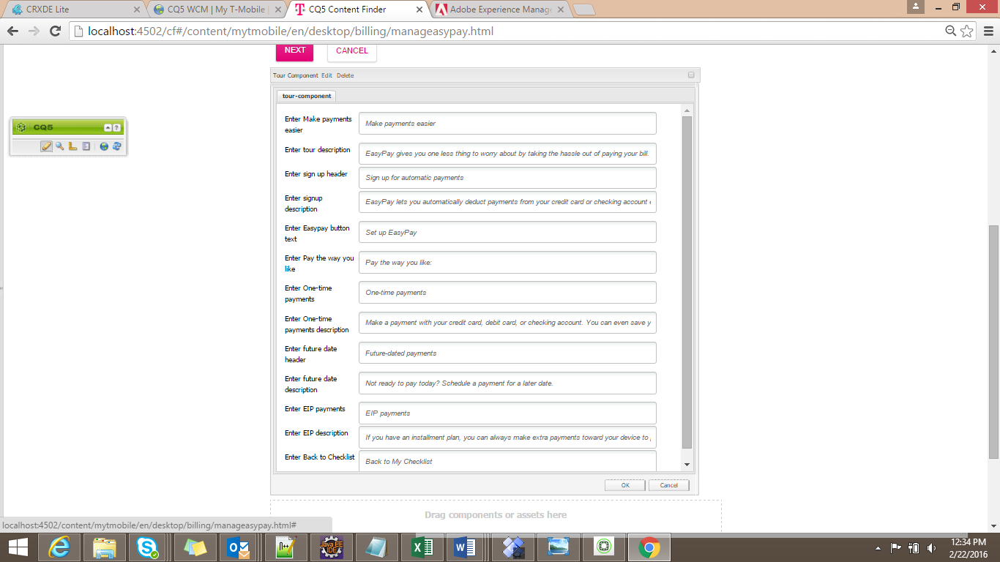 CRXDE Lite
CQ5 WCM | My T-Mobile |
CQ5 Content Finder
Adobe Experience Manage
localhost:4502/cf#/content/mytmobile/en/desktop/billing/manageasypay.html
NEXT
CANCEL
Tour Component Edit Delete
tour-component
CQ5
Enter Make payments easier
Make payments easier
Enter tour description
EasyPay gives you one less thing to worry about by taking the hassle out of paying your bill.
Enter sign up header
Sign up for automatic payments
Enter signup description
EasyPay lets you automatically deduct payments from your credit card or checking account e
Enter Easypay button text
Set up EasyPay
Enter Pay the way you like
Pay the way you like:
Enter One-time payments
One-time payments
Enter One-time payments description
Make a payment with your credit card, debit card, or checking account. You can even save y
Enter future date header
Future-dated payments
Enter future date description
Not ready to pay today? Schedule a payment for a later date.
Enter EIP payments
EIP payments
Enter EIP description
If you have an installment plan, you can always make extra payments toward your device to p
Enter Back to Checklist
Back to My Checklist
OK
Cancel
Drag components or assets here
localhost:4502/content/mytmobile/en/desktop/billing/manageasypay.html#
Java EE
IDE
12:34 PM
2/22/2016